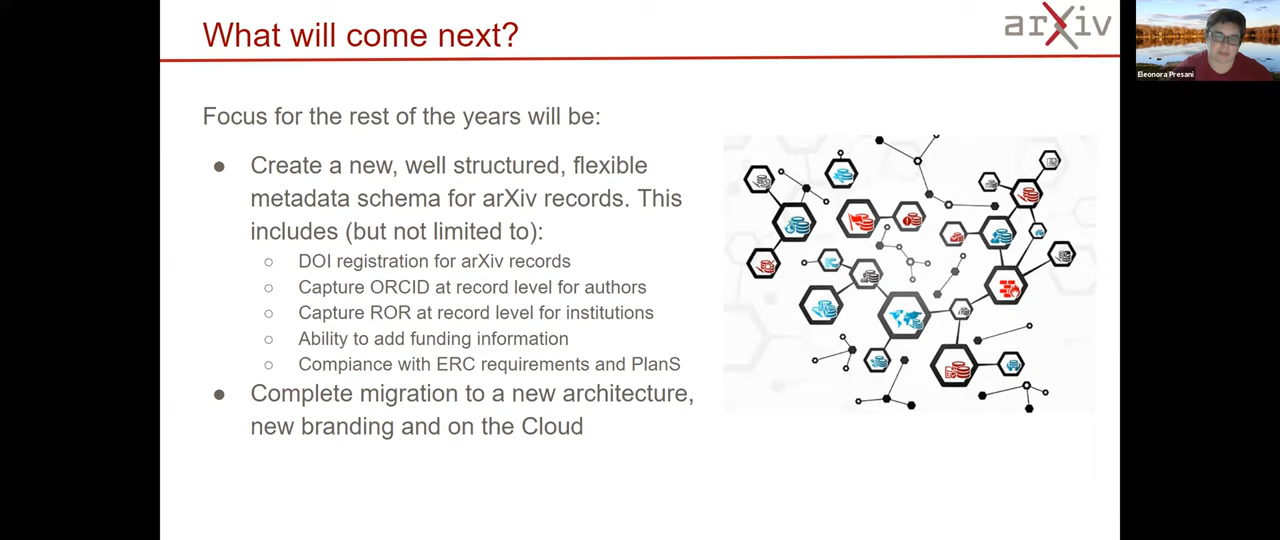 What will come next?
arXiv
Eleonora Presani
Focus for the rest of the years will be:
● Create a new, well structured, flexible
metadata schema for arXiv records. This
includes (but not limited to):
○ DOI registration for arXiv records
○ Capture ORCID at record level for authors
○ Capture ROR at record level for institutions
○ Ability to add funding information
○ Compliance with ERC requirements and PlanS
● Complete migration to a new architecture,
new branding and on the Cloud